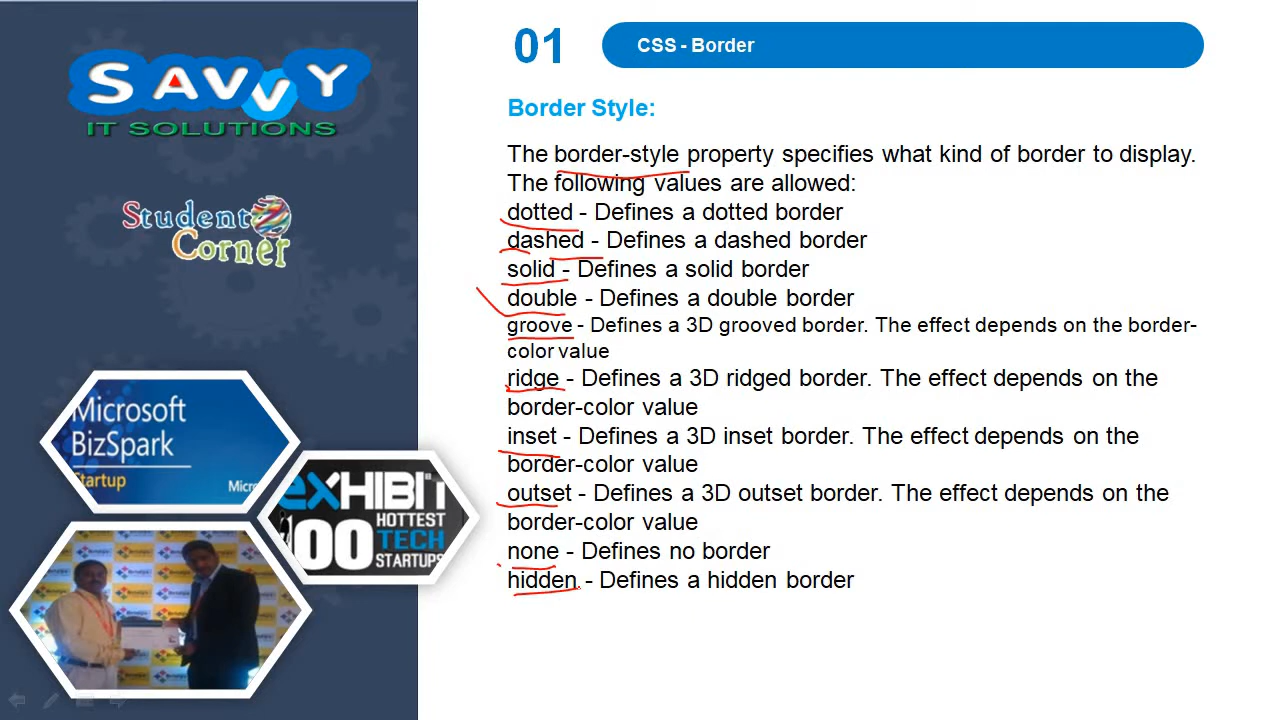 SAVVY
IT SOLUTIONS
Student
Corner
Microsoft
BizSpark
Startup
Micro
eXHIBIT
100 HOTTEST
TECH
STARTUPS
01
CSS - Border
Border Style:
The border-style property specifies what kind of border to display.
The following values are allowed:
dotted - Defines a dotted border
dashed - Defines a dashed border
solid - Defines a solid border
double - Defines a double border
groove - Defines a 3D grooved border. The effect depends on the border-
color value
ridge - Defines a 3D ridged border. The effect depends on the
border-color value
inset - Defines a 3D inset border. The effect depends on the
border-color value
outset - Defines a 3D outset border. The effect depends on the
border-color value
none - Defines no border
hidden - Defines a hidden border